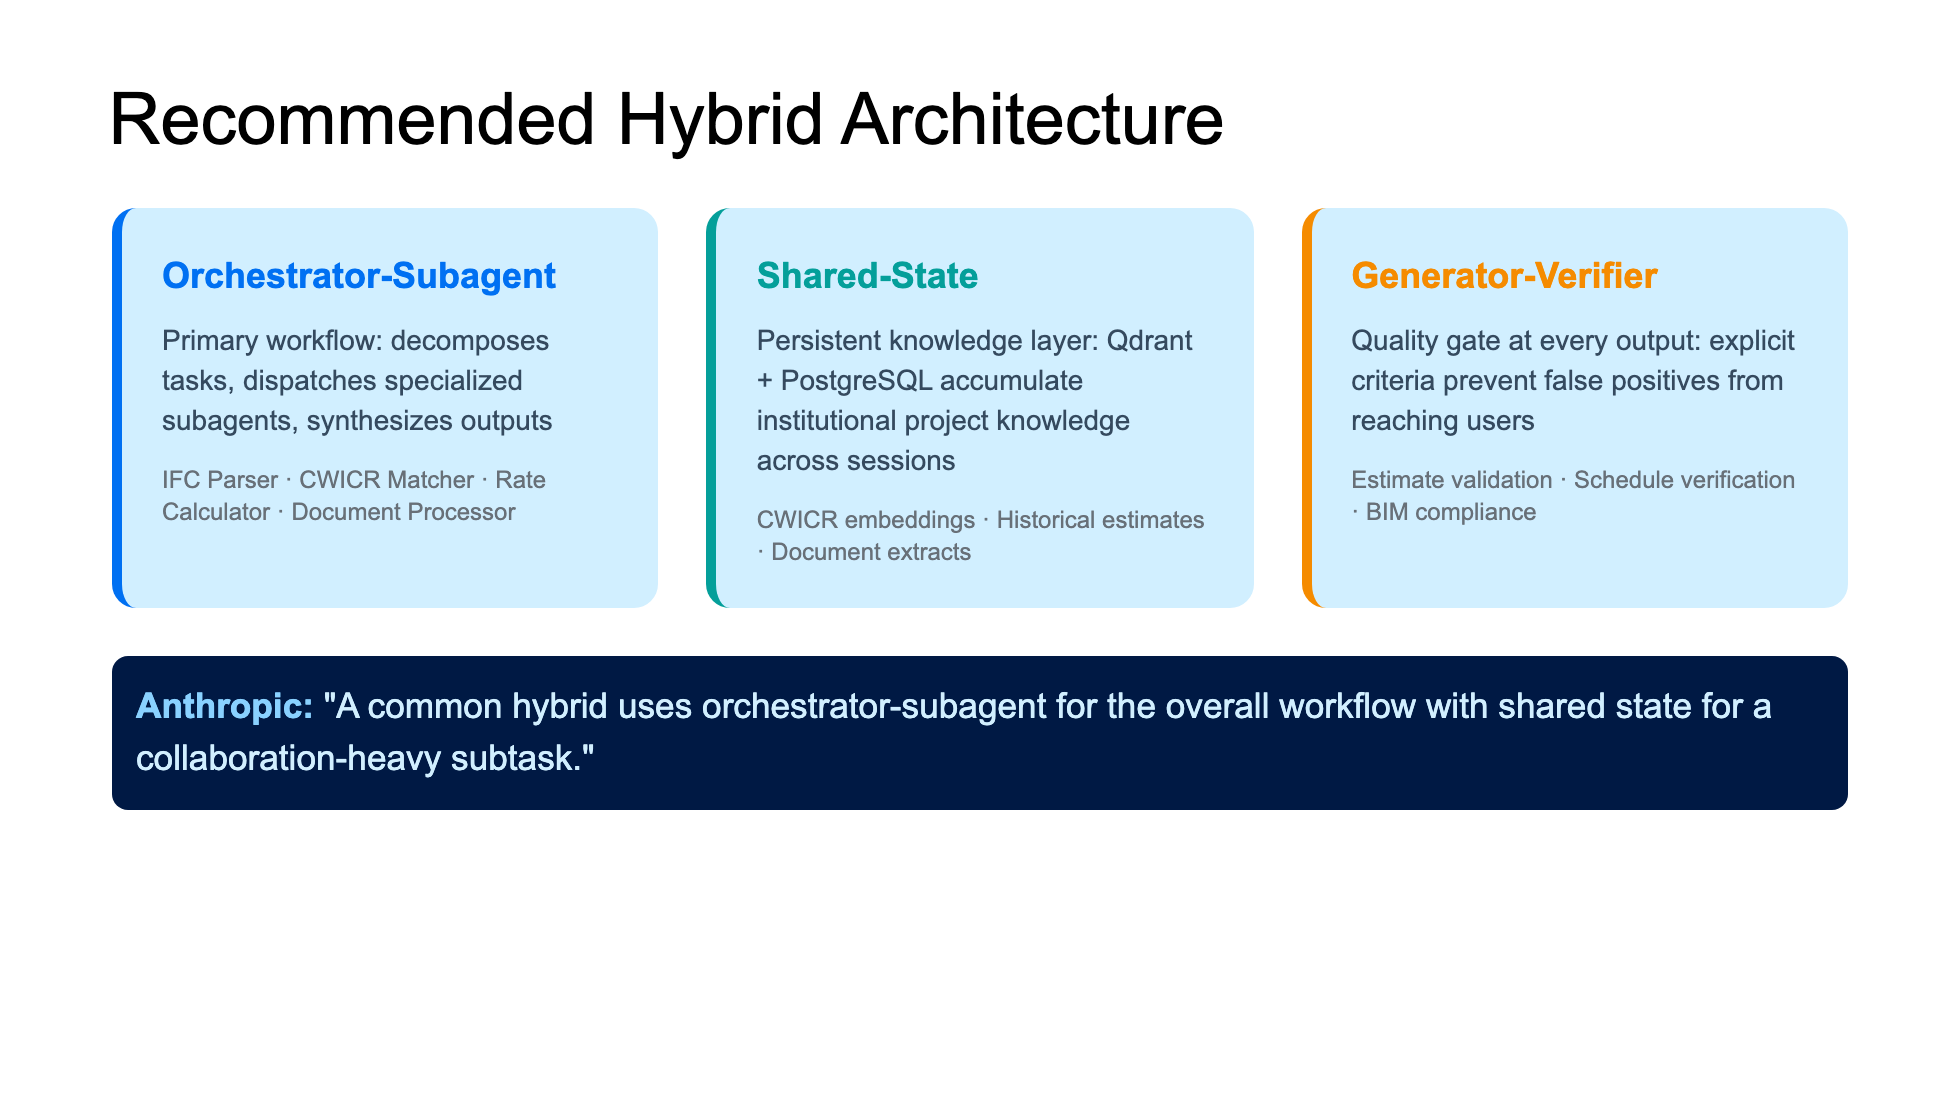 Recommended Hybrid Architecture
Orchestrator-Subagent
Primary workflow: decomposes
tasks, dispatches specialized
subagents, synthesizes outputs
IFC Parser · CWICR Matcher · Rate
Calculator · Document Processor
Shared-State
Persistent knowledge layer: Qdrant
+ PostgreSQL accumulate
institutional project knowledge
across sessions
CWICR embeddings · Historical estimates
· Document extracts
Generator-Verifier
Quality gate at every output: explicit
criteria prevent false positives from
reaching users
Estimate validation · Schedule verification
· BIM compliance
Anthropic: "A common hybrid uses orchestrator-subagent for the overall workflow with shared state for a
collaboration-heavy subtask."